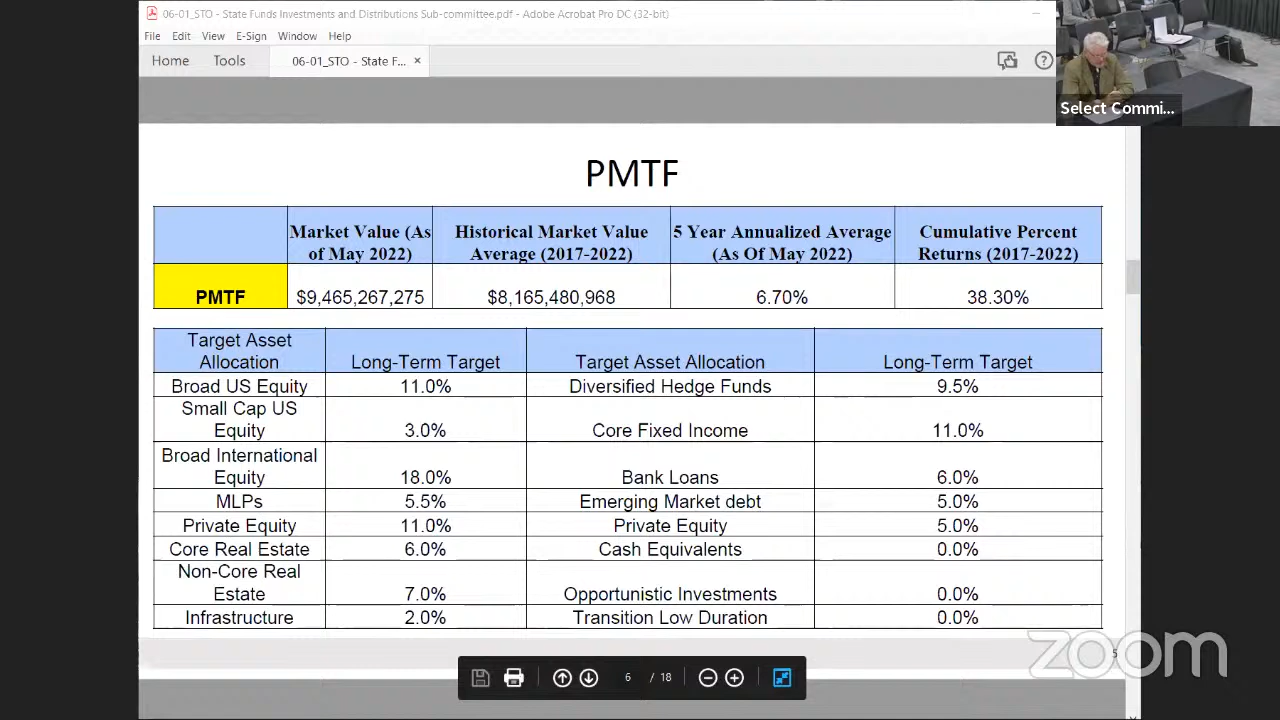 06-01_STO - State Funds Investments and Distributions Sub-committee.pdf - Adobe Acrobat Pro DC (32-bit)
File Edit View E-Sign Window Help
Home Tools 06-01_STO - State F... ×
Select Commi...
PMTF
Market Value (As of May 2022) Historical Market Value Average (2017-2022) 5 Year Annualized Average (As Of May 2022) Cumulative Percent Returns (2017-2022)
PMTF $9,465,267,275 $8,165,480,968 6.70% 38.30%
Target Asset Allocation Long-Term Target Target Asset Allocation Long-Term Target
Broad US Equity 11.0% Diversified Hedge Funds 9.5%
Small Cap US Equity 3.0% Core Fixed Income 11.0%
Broad International Equity 18.0% Bank Loans 6.0%
MLPs 5.5% Emerging Market debt 5.0%
Private Equity 11.0% Private Equity 5.0%
Core Real Estate 6.0% Cash Equivalents 0.0%
Non-Core Real Estate 7.0% Opportunistic Investments 0.0%
Infrastructure 2.0% Transition Low Duration 0.0%
5
6 / 18
zoom